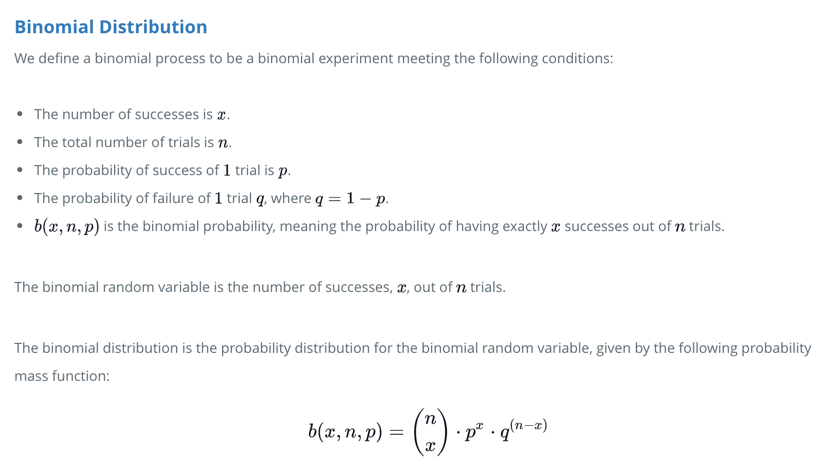 Binomial Distribution
We define a binomial process to be a binomial experiment meeting the following conditions:
• The number of successes is x.
• The total number of trials is n.
• The probability of success of 1 trial is p.
• The probability of failure of 1 trial q, where q = 1 − p.
• b(x, n, p) is the binomial probability, meaning the probability of having exactly x successes out of n trials.
The binomial random variable is the number of successes, x, out of n trials.
The binomial distribution is the probability distribution for the binomial random variable, given by the following probability
mass function:
b(x, n, p) = (n x) · p^x · q^(n−x)